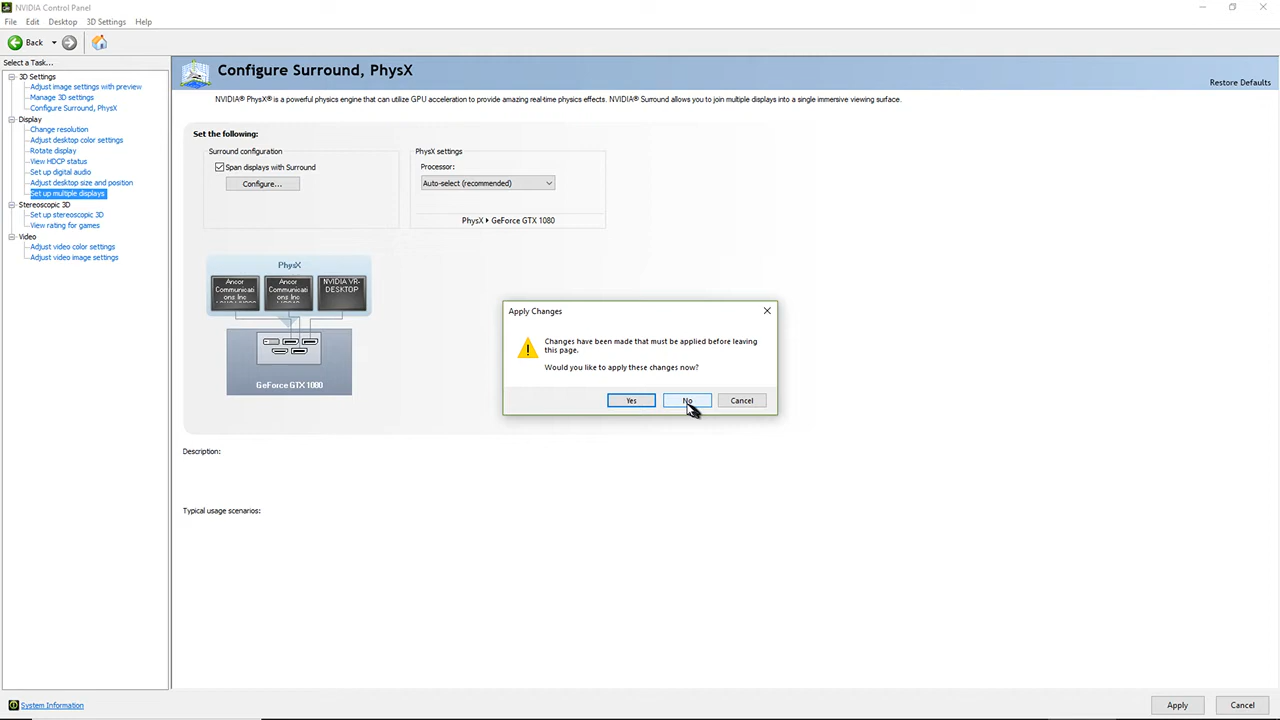 NVIDIA Control Panel
File Edit Desktop 3D Settings Help
Back
Select a Task...
3D Settings
Adjust image settings with preview
Manage 3D settings
Configure Surround, PhysX
Display
Change resolution
Adjust desktop color settings
Rotate display
View HDCP status
Set up digital audio
Adjust desktop size and position
Set up multiple displays
Stereoscopic 3D
Set up stereoscopic 3D
View rating for games
Video
Adjust video color settings
Adjust video image settings
System Information
Configure Surround, PhysX
Restore Defaults
NVIDIA® PhysX® is a powerful physics engine that can utilize GPU acceleration to provide amazing real-time physics effects. NVIDIA® Surround allows you to join multiple displays into a single immersive viewing surface.
Set the following:
Surround configuration
Span displays with Surround
Configure...
PhysX settings
Processor:
Auto-select (recommended)
PhysX GeForce GTX 1080
PhysX
Ancor
Communicati
ons Inc
Ancor
Communicati
ons Inc
NVIDIA VR-
DESKTOP
GeForce GTX 1080
Apply Changes
Changes have been made that must be applied before leaving
this page.
Would you like to apply these changes now?
Yes No Cancel
Description:
Typical usage scenarios:
Apply Cancel